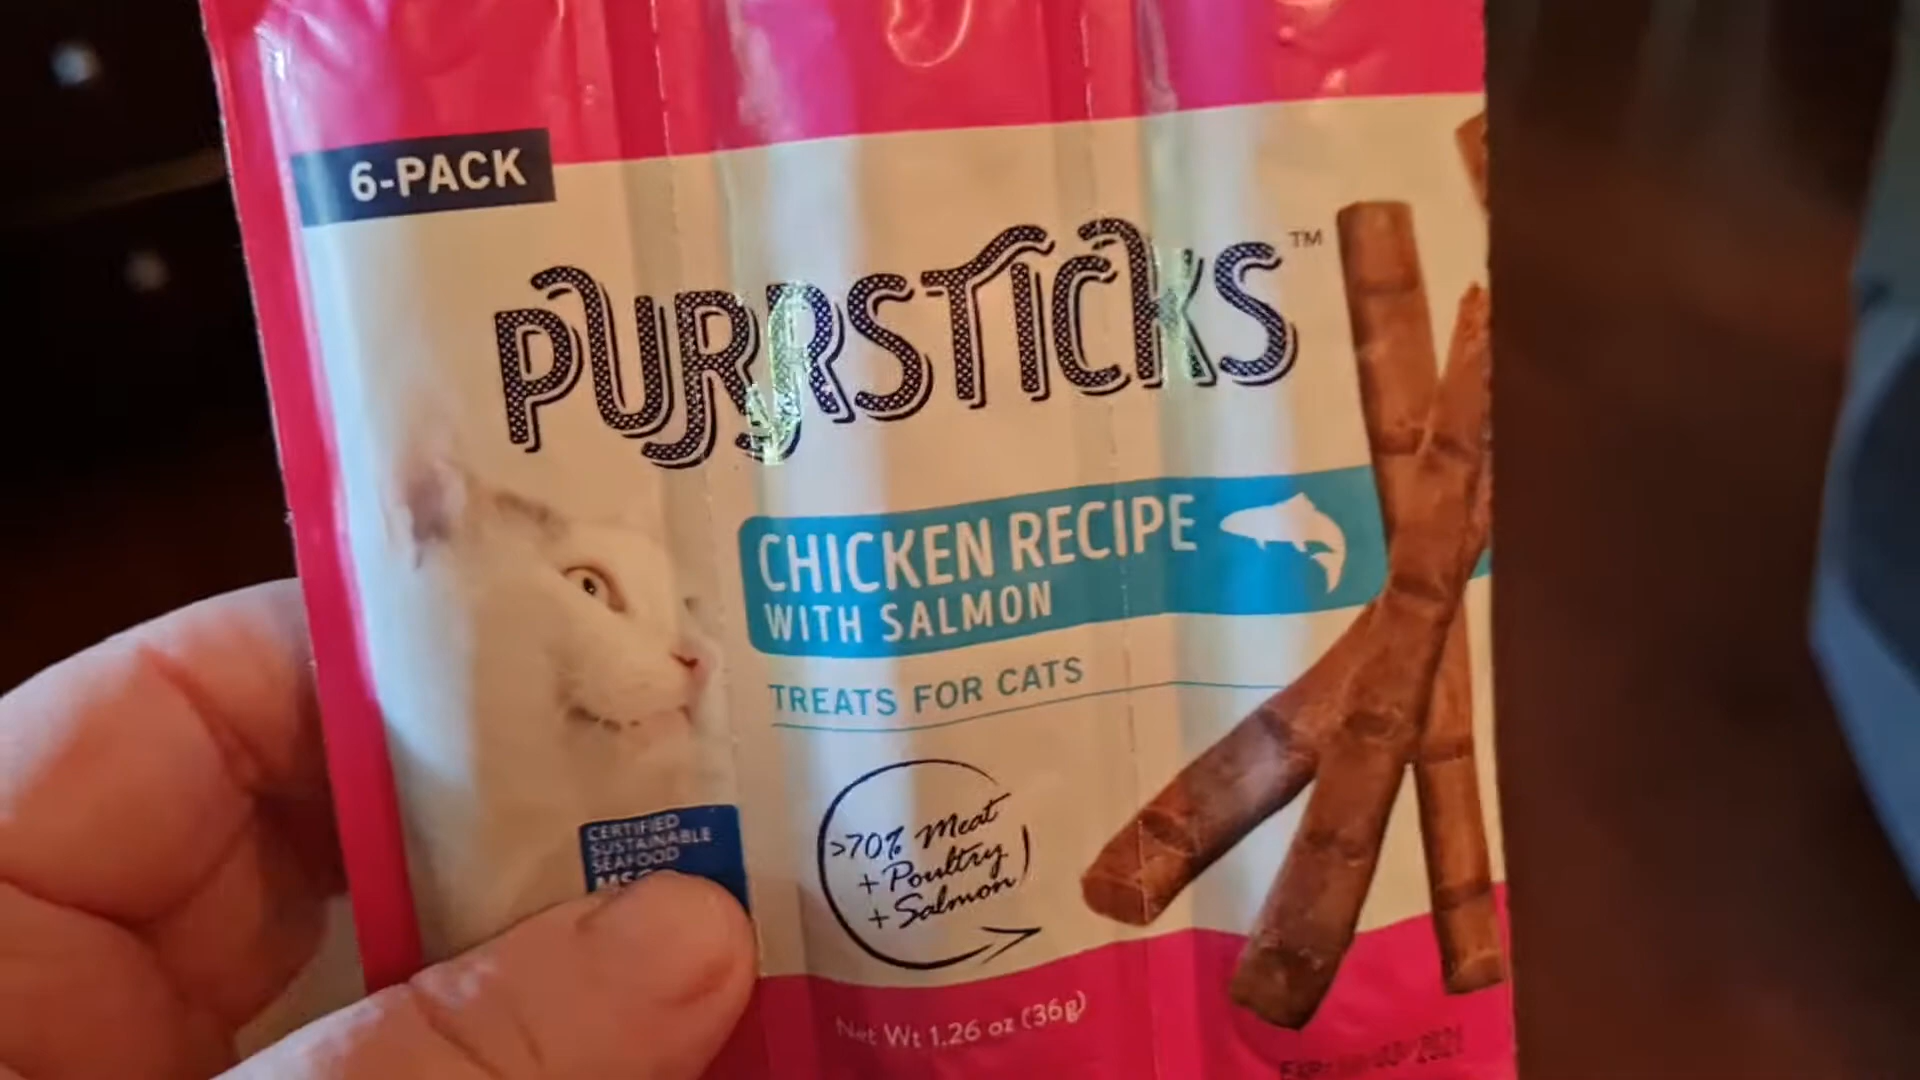 6-PACK
PURRSTICKS™
CHICKEN RECIPE
WITH SALMON
TREATS FOR CATS
CERTIFIED
SUSTAINABLE
SEAFOOD
>70% Meat
+ Poultry
+ Salmon
Net Wt 1.26 oz (36g)